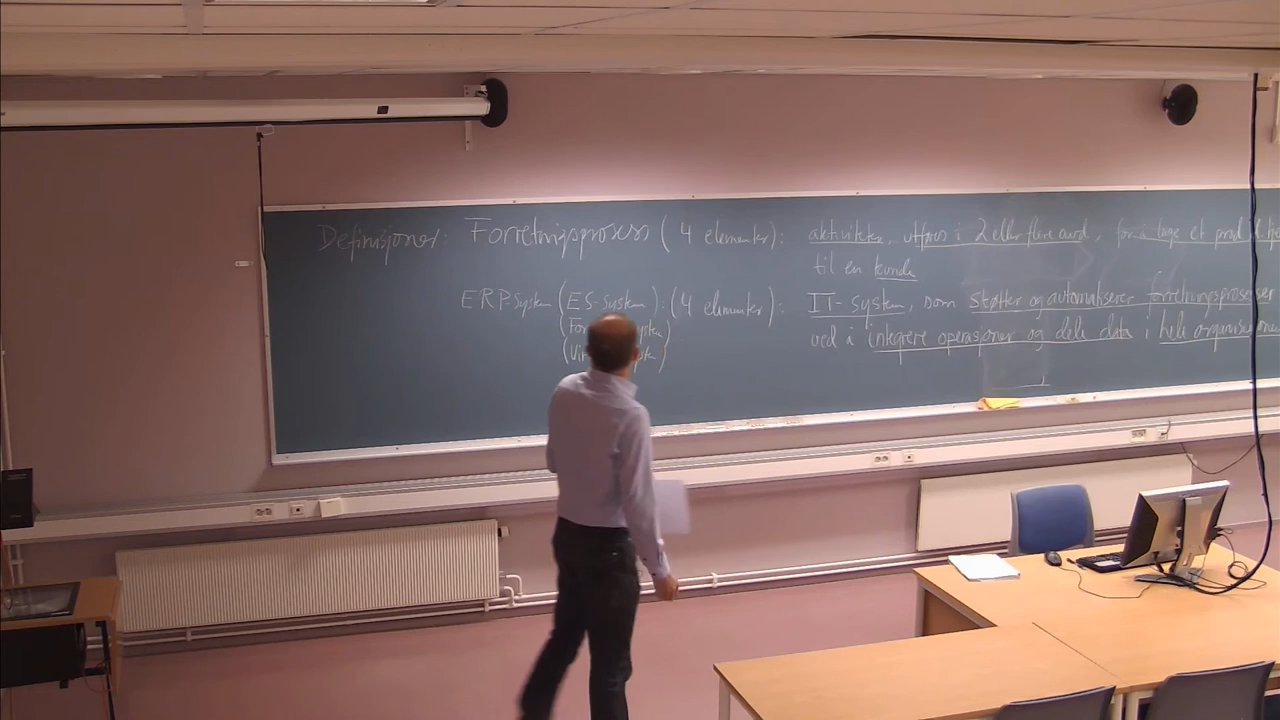 Definisjoner: Forretningsprosess (4 elementer): aktiviteter, utføres i 2 eller flere avd, for å lage et prod
til en kunde
ERP-system (ES-system): (4 elementer): IT-system, som støtter og automatiserer forretningsprosesser
ved å integrere operasjoner og dele data i hele organisasjonen